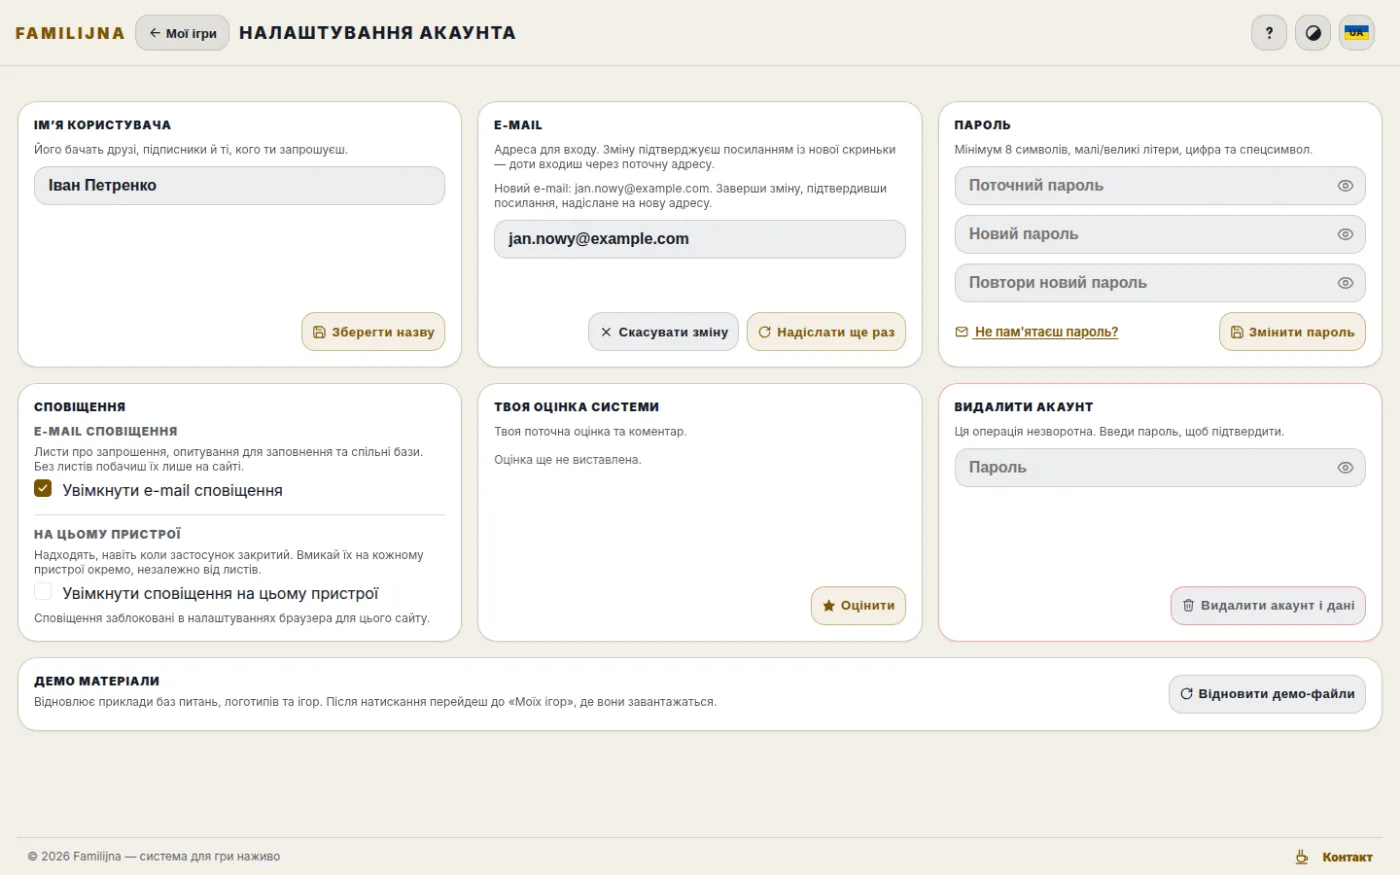 FAMILIJNA
Мої ігри
НАЛАШТУВАННЯ АКАУНТА
?
UA
ІМ’Я КОРИСТУВАЧА
Його бачать друзі, підписники й ті, кого ти запрошуєш.
Іван Петренко
Зберегти назву
E-MAIL
Адреса для входу. Зміну підтверджуєш посиланням із нової скриньки
— доти входиш через поточну адресу.
Новий e-mail: jan.nowy@example.com. Заверши зміну, підтвердивши
посилання, надіслане на нову адресу.
jan.nowy@example.com
Скасувати зміну
Надіслати ще раз
ПАРОЛЬ
Мінімум 8 символів, малі/великі літери, цифра та спецсимвол.
Поточний пароль
Новий пароль
Повтори новий пароль
Не пам’ятаєш пароль?
Змінити пароль
СПОВІЩЕННЯ
E-MAIL СПОВІЩЕННЯ
Листи про запрошення, опитування для заповнення та спільні бази.
Без листів побачиш їх лише на сайті.
Увімкнути e-mail сповіщення
НА ЦЬОМУ ПРИСТРОЇ
Надходять, навіть коли застосунок закритий. Вмикай їх на кожному
пристрої окремо, незалежно від листів.
Увімкнути сповіщення на цьому пристрої
Сповіщення заблоковані в налаштуваннях браузера для цього сайту.
ТВОЯ ОЦІНКА СИСТЕМИ
Твоя поточна оцінка та коментар.
Оцінка ще не виставлена.
Оцінити
ВИДАЛИТИ АКАУНТ
Ця операція незворотна. Введи пароль, щоб підтвердити.
Пароль
Видалити акаунт і дані
ДЕМО МАТЕРІАЛИ
Відновлює приклади баз питань, логотипів та ігор. Після натискання перейдеш до «Моїх ігор», де вони завантажаться.
Відновити демо-файли
© 2026 Familijna — система для гри наживо
Контакт